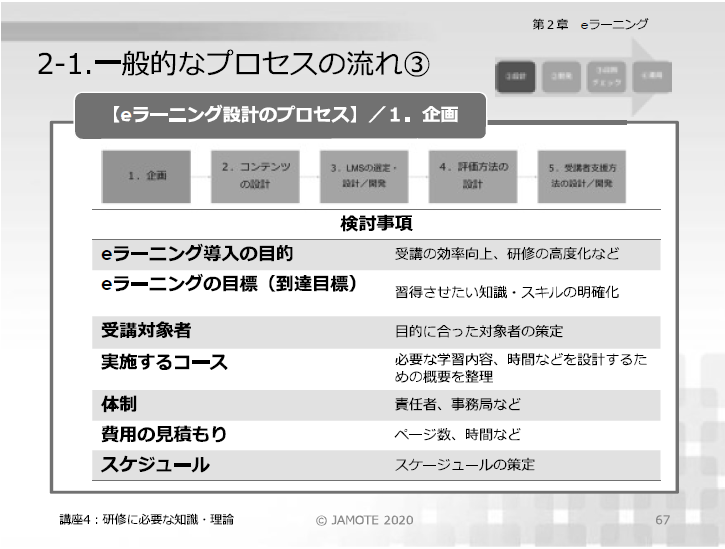 第２章　eラーニング
2-1.一般的なプロセスの流れ③
①設計
②開発
④運用
【eラーニング設計のプロセス】／１．企画
１．企画
２．コンテンツ
の設計
３．LMSの選定・
設計／開発
４．評価方法の
設計
５．受講者支援方
法の設計／開発
検討事項
eラーニング導入の目的
受講の効率向上、研修の高度化など
eラーニングの目標（到達目標）
習得させたい知識・スキルの明確化
受講対象者
目的に合った対象者の策定
実施するコース
必要な学習内容、時間などを設計するた
めの概要を整理
体制
責任者、事務局など
費用の見積もり
ページ数、時間など
スケジュール
スケージュールの策定
講座4：研修に必要な知識・理論
© JAMOTE 2020
67